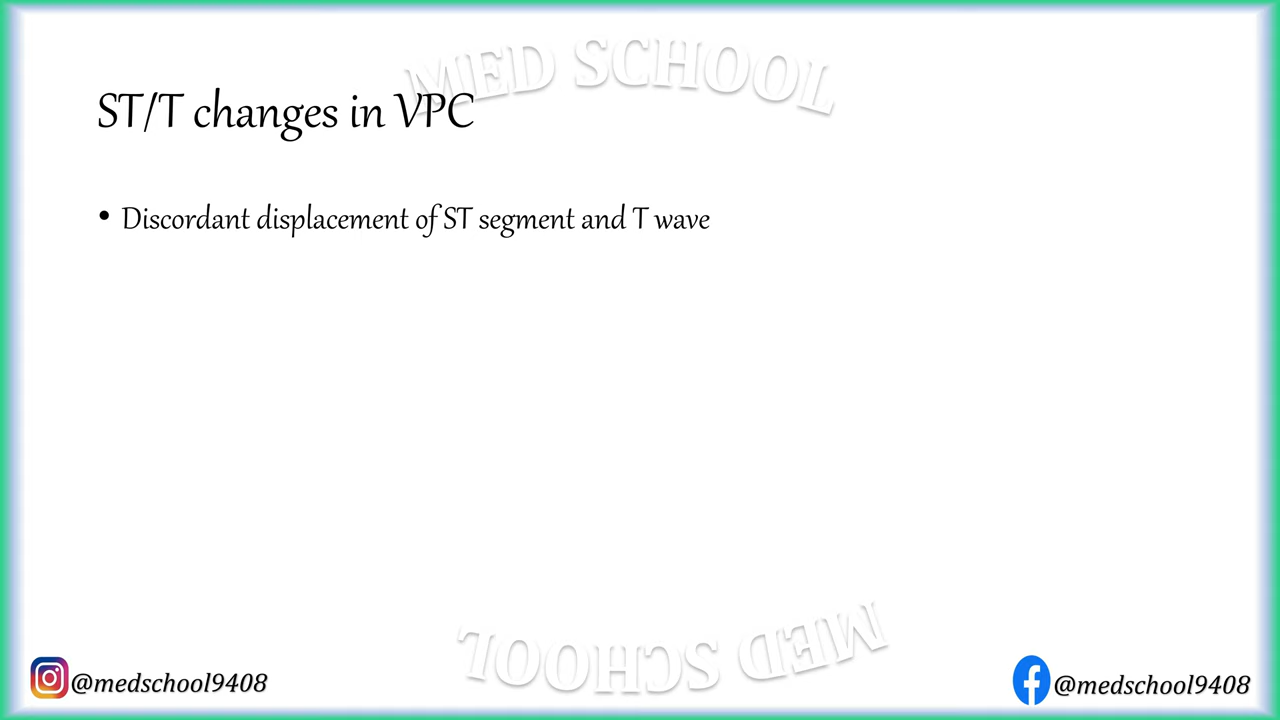 MED SCHOOL
ST/T changes in VPC
• Discordant displacement of ST segment and T wave
MED SCHOOL
@medschool9408
@medschool9408